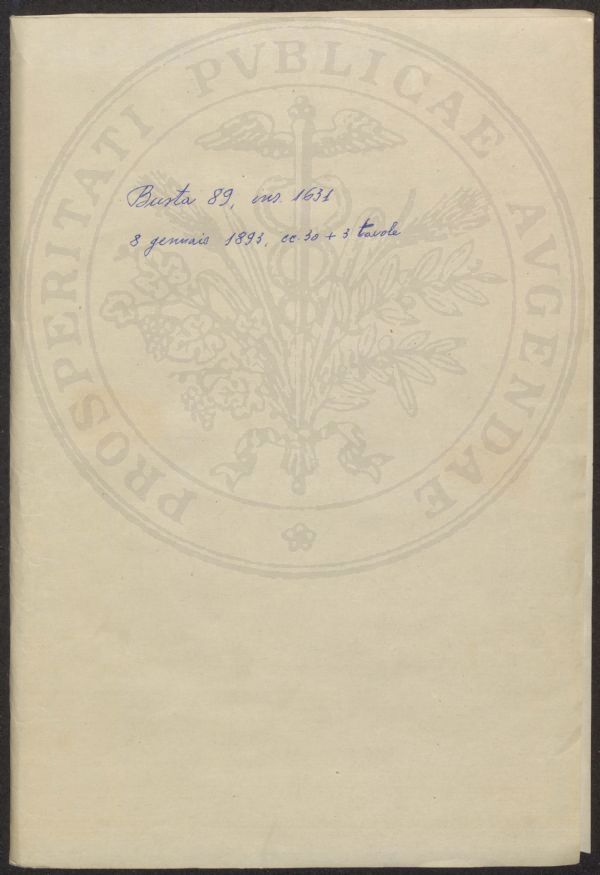 PROSPERITATI PVBLICAE AVGENDAE
Busta 89, ins. 1631
8 gennaio 1893, cc. 30 + 3 tavole